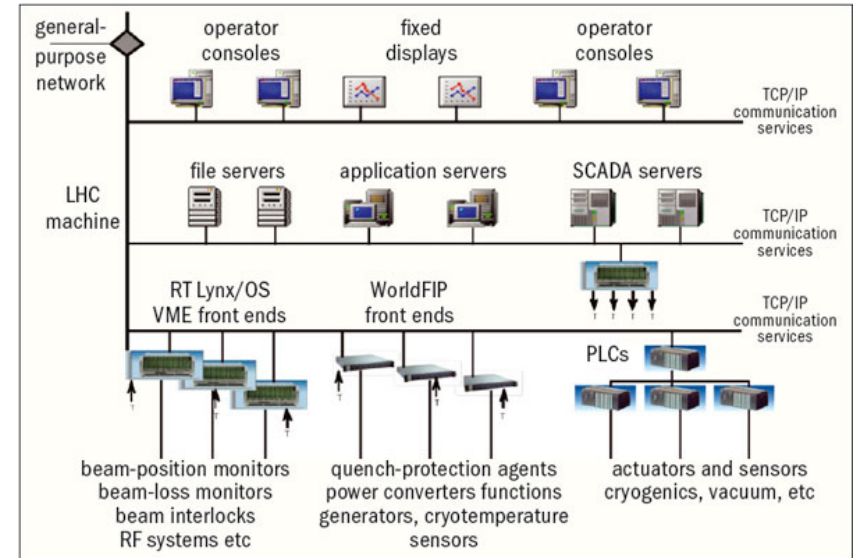 general-
purpose
network
operator
consoles
fixed
displays
operator
consoles
TCP/IP
communication
services
LHC
machine
file servers
application servers
SCADA servers
TCP/IP
communication
services
RT Lynx/OS
VME front ends
WorldFIP
front ends
TCP/IP
communication
services
PLCs
T
T
T
T
T
T
T
T
T
T
beam-position monitors
beam-loss monitors
beam interlocks
RF systems etc
quench-protection agents
power converters functions
generators, cryotemperature
sensors
actuators and sensors
cryogenics, vacuum, etc